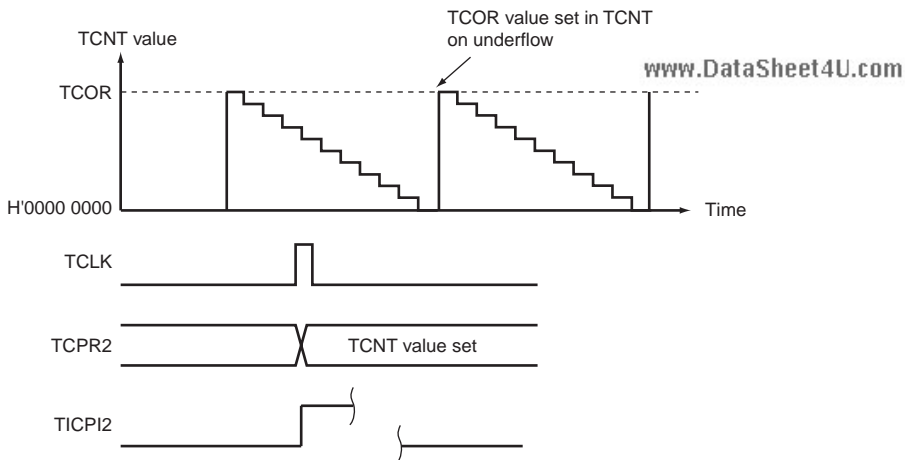 TCOR value set in TCNT
on underflow
TCNT value
www.DataSheet4U.com
TCOR
H'0000 0000
Time
TCLK
TCPR2
TCNT value set
TICPI2